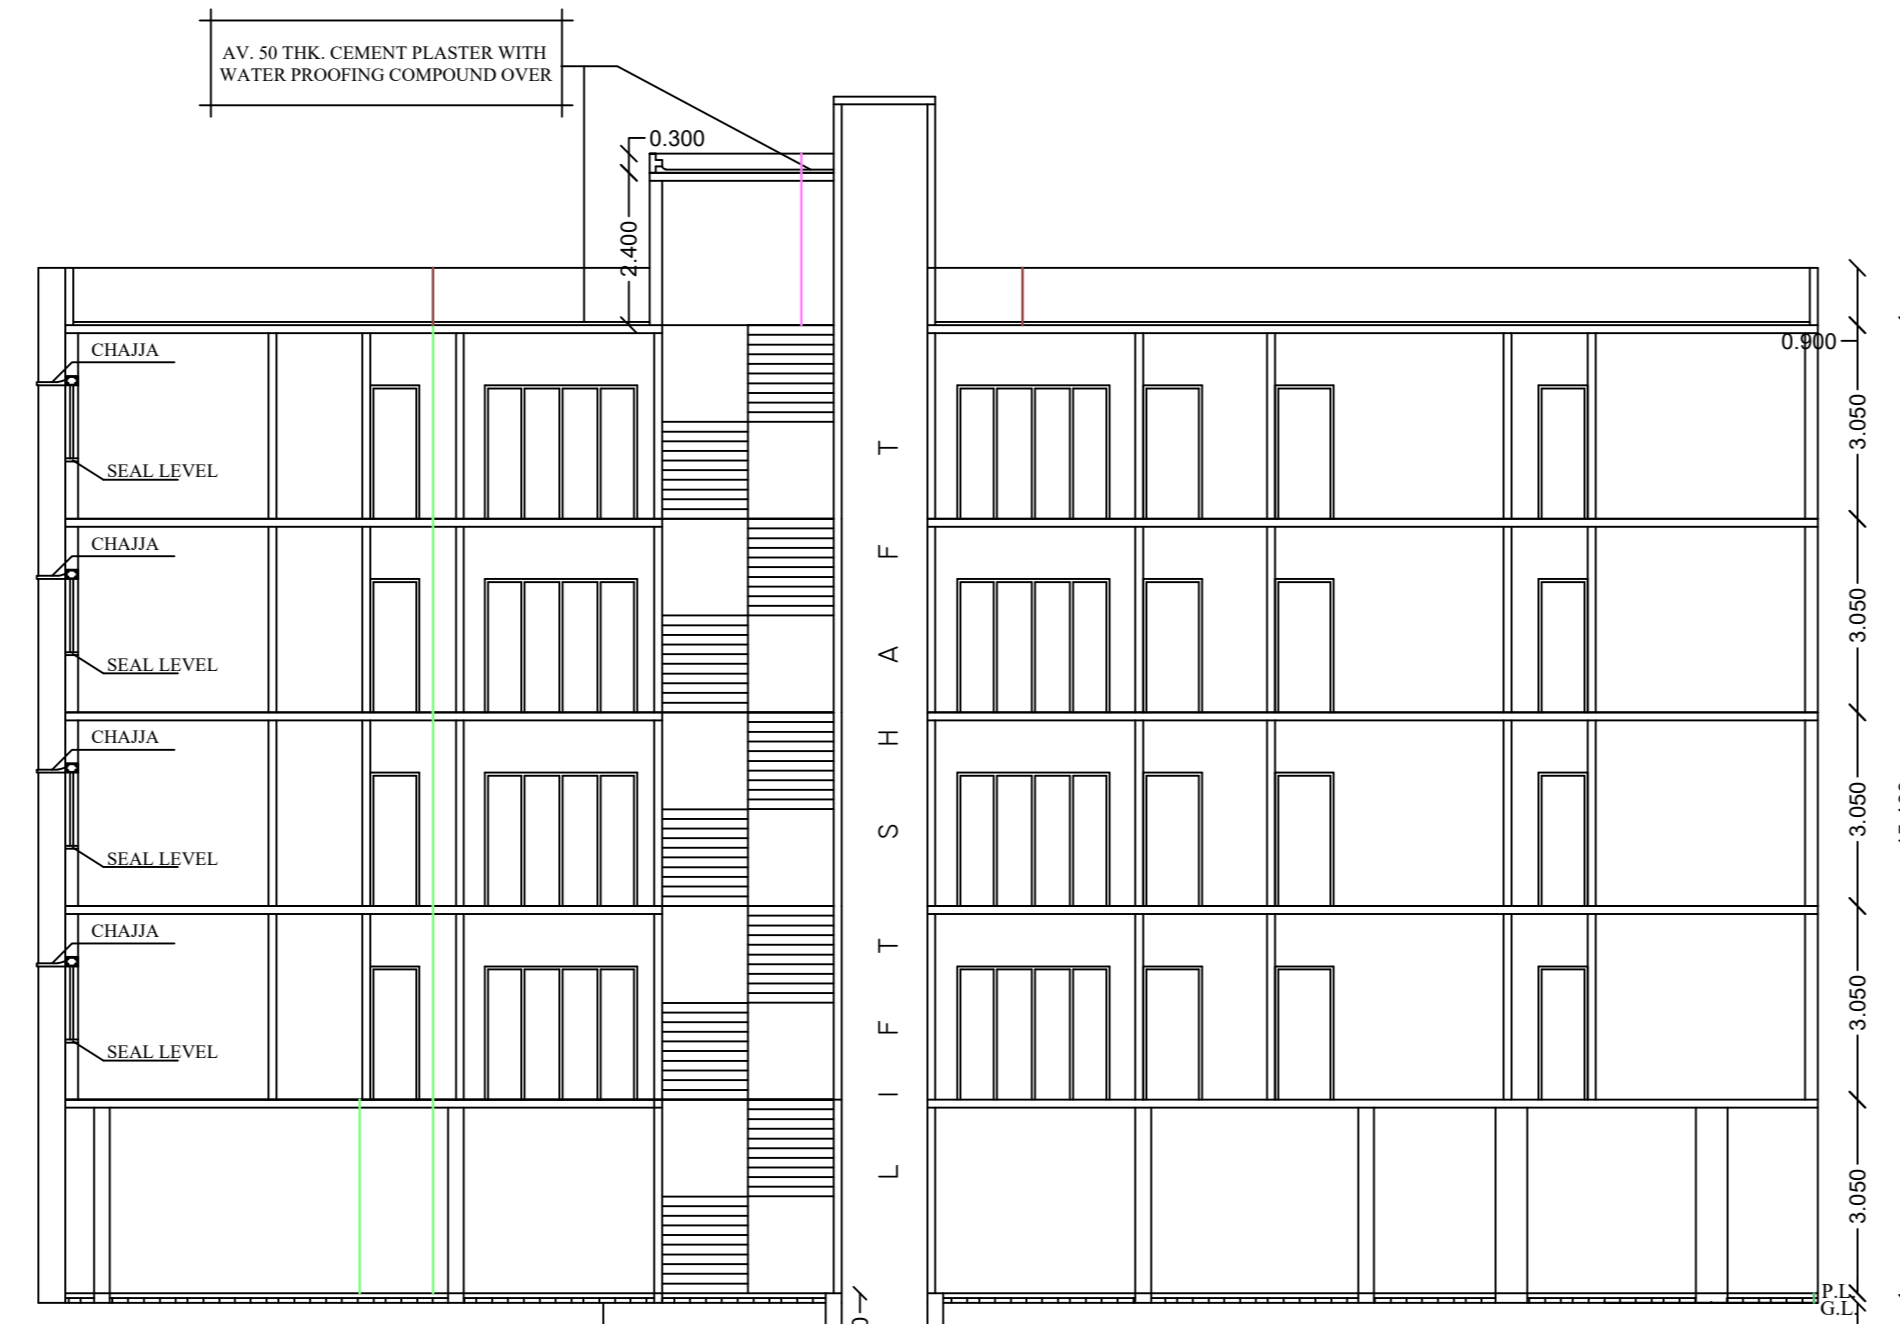 AV. 50 THK. CEMENT PLASTER WITH
WATER PROOFING COMPOUND OVER
0.300
2.400
0.900
CHAJJA
SEAL LEVEL
3.050
CHAJJA
SEAL LEVEL
3.050
CHAJJA
SEAL LEVEL
3.050
CHAJJA
SEAL LEVEL
3.050
3.050
LIFT SHAFT
P.L.
G.L.